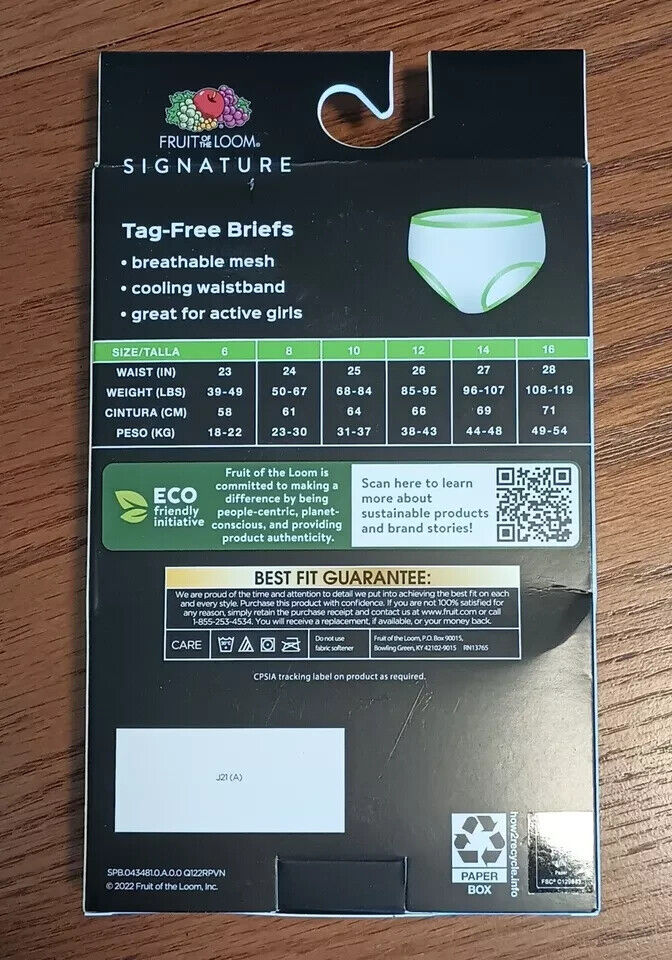 FRUIT OF THE LOOM®
SIGNATURE
Tag-Free Briefs
• breathable mesh
• cooling waistband
• great for active girls
SIZE/TALLA 6 8 10 12 14 16
WAIST (IN) 23 24 25 26 27 28
WEIGHT (LBS) 39-49 50-67 68-84 85-95 96-107 108-119
CINTURA (CM) 58 61 64 66 69 71
PESO (KG) 18-22 23-30 31-37 38-43 44-48 49-54
ECO
friendly
initiative
Fruit of the Loom is
committed to making a
difference by being
people-centric, planet-
conscious, and providing
product authenticity.
Scan here to learn
more about
sustainable products
and brand stories!
BEST FIT GUARANTEE:
We are proud of the time and attention to detail we put into achieving the best fit on each
and every style. Purchase this product with confidence. If you are not 100% satisfied for
any reason, simply retain the purchase receipt and contact us at www.fruit.com or call
1-855-253-4534. You will receive a replacement, if available, or your money back.
CARE
Do not use
fabric softener
Fruit of the Loom, P.O. Box 90015,
Bowling Green, KY 42102-9015 RN13765
CPSIA tracking label on product as required.
J21 (A)
SPB.043481.0.A.0.0 Q122RPVN
© 2022 Fruit of the Loom, Inc.
PAPER
BOX
how2recycle.info
Paper